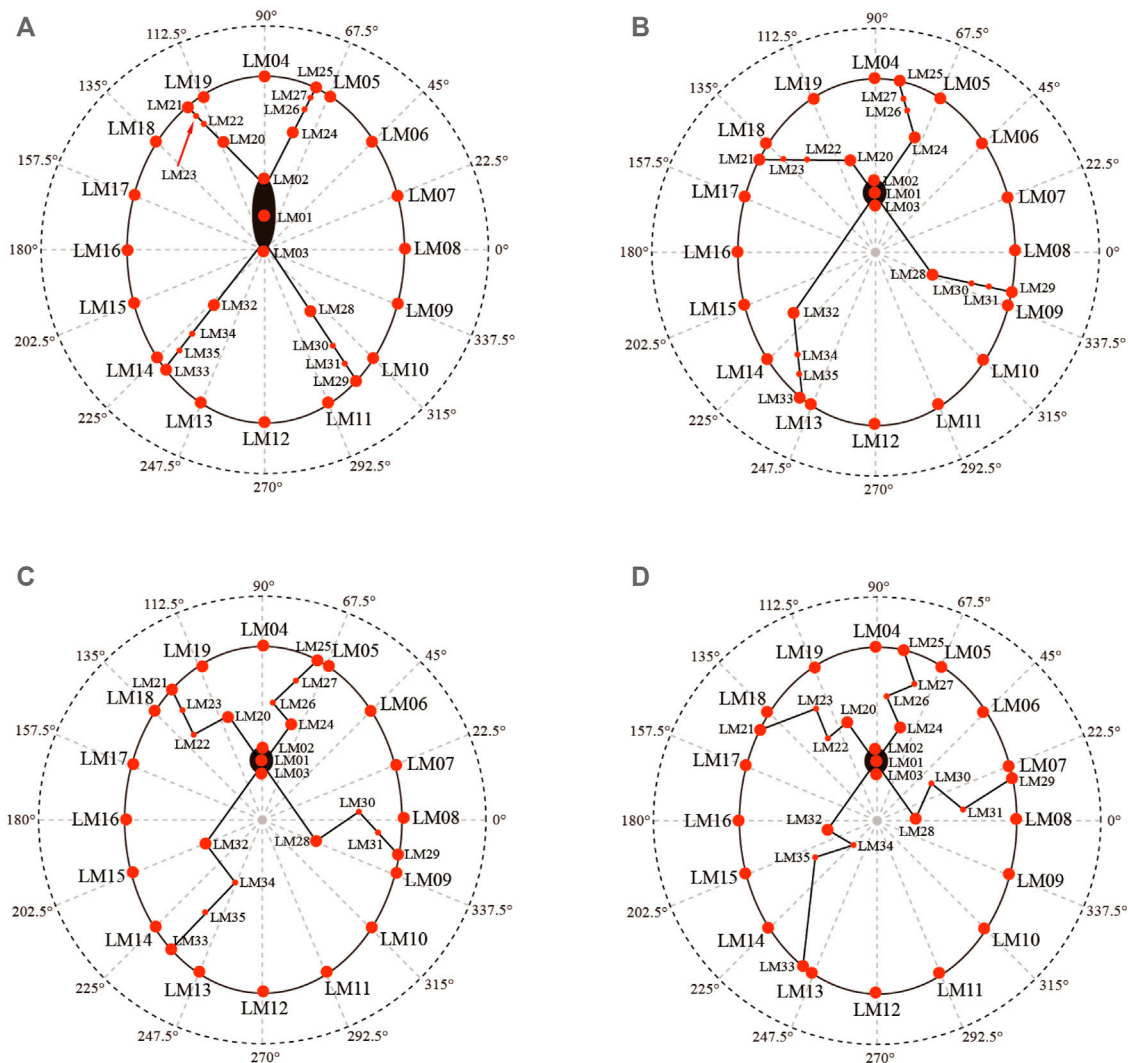 A
90°
112.5°
67.5°
LM04
LM25
LM19
LM05
135°
45°
LM21
LM27
LM26
LM22
LM18
LM20
LM24
LM06
157.5°
LM23
22.5°
LM02
LM17
LM07
LM01
180°
LM16
LM03
LM08
0°
LM15
LM32
LM28
LM09
202.5°
LM34
LM30
337.5°
LM35
LM31
LM14
LM33
LM29
LM10
225°
LM13
LM11
315°
LM12
247.5°
292.5°
270°
B
90°
112.5°
67.5°
LM04
LM25
LM19
LM05
135°
45°
LM27
LM26
LM18
LM22
LM20
LM24
LM06
LM21
LM23
157.5°
22.5°
LM02
LM17
LM01
LM07
LM03
180°
LM16
LM08
0°
LM28
LM30
LM29
LM31
LM15
LM32
LM09
202.5°
337.5°
LM34
LM14
LM35
LM10
LM33
225°
LM13
LM11
315°
LM12
247.5°
292.5°
270°
C
90°
112.5°
67.5°
LM04
LM25
LM19
LM05
135°
45°
LM21
LM27
LM18
LM23
LM20
LM26
LM24
LM06
LM22
157.5°
22.5°
LM02
LM17
LM01
LM07
LM03
LM30
180°
LM16
LM08
0°
LM32
LM28
LM31
LM29
LM15
LM09
LM34
202.5°
337.5°
LM35
LM14
LM33
LM10
225°
LM13
LM11
315°
LM12
247.5°
292.5°
270°
D
90°
112.5°
67.5°
LM04
LM25
LM19
LM05
135°
45°
LM27
LM18
LM23
LM20
LM26
LM06
LM21
LM22
LM24
157.5°
22.5°
LM02
LM17
LM01
LM07
LM03
LM30
LM29
180°
LM16
LM32
LM28
LM31
LM08
0°
LM34
LM35
LM15
LM09
202.5°
337.5°
LM14
LM10
LM33
225°
LM13
LM11
315°
LM12
247.5°
292.5°
270°